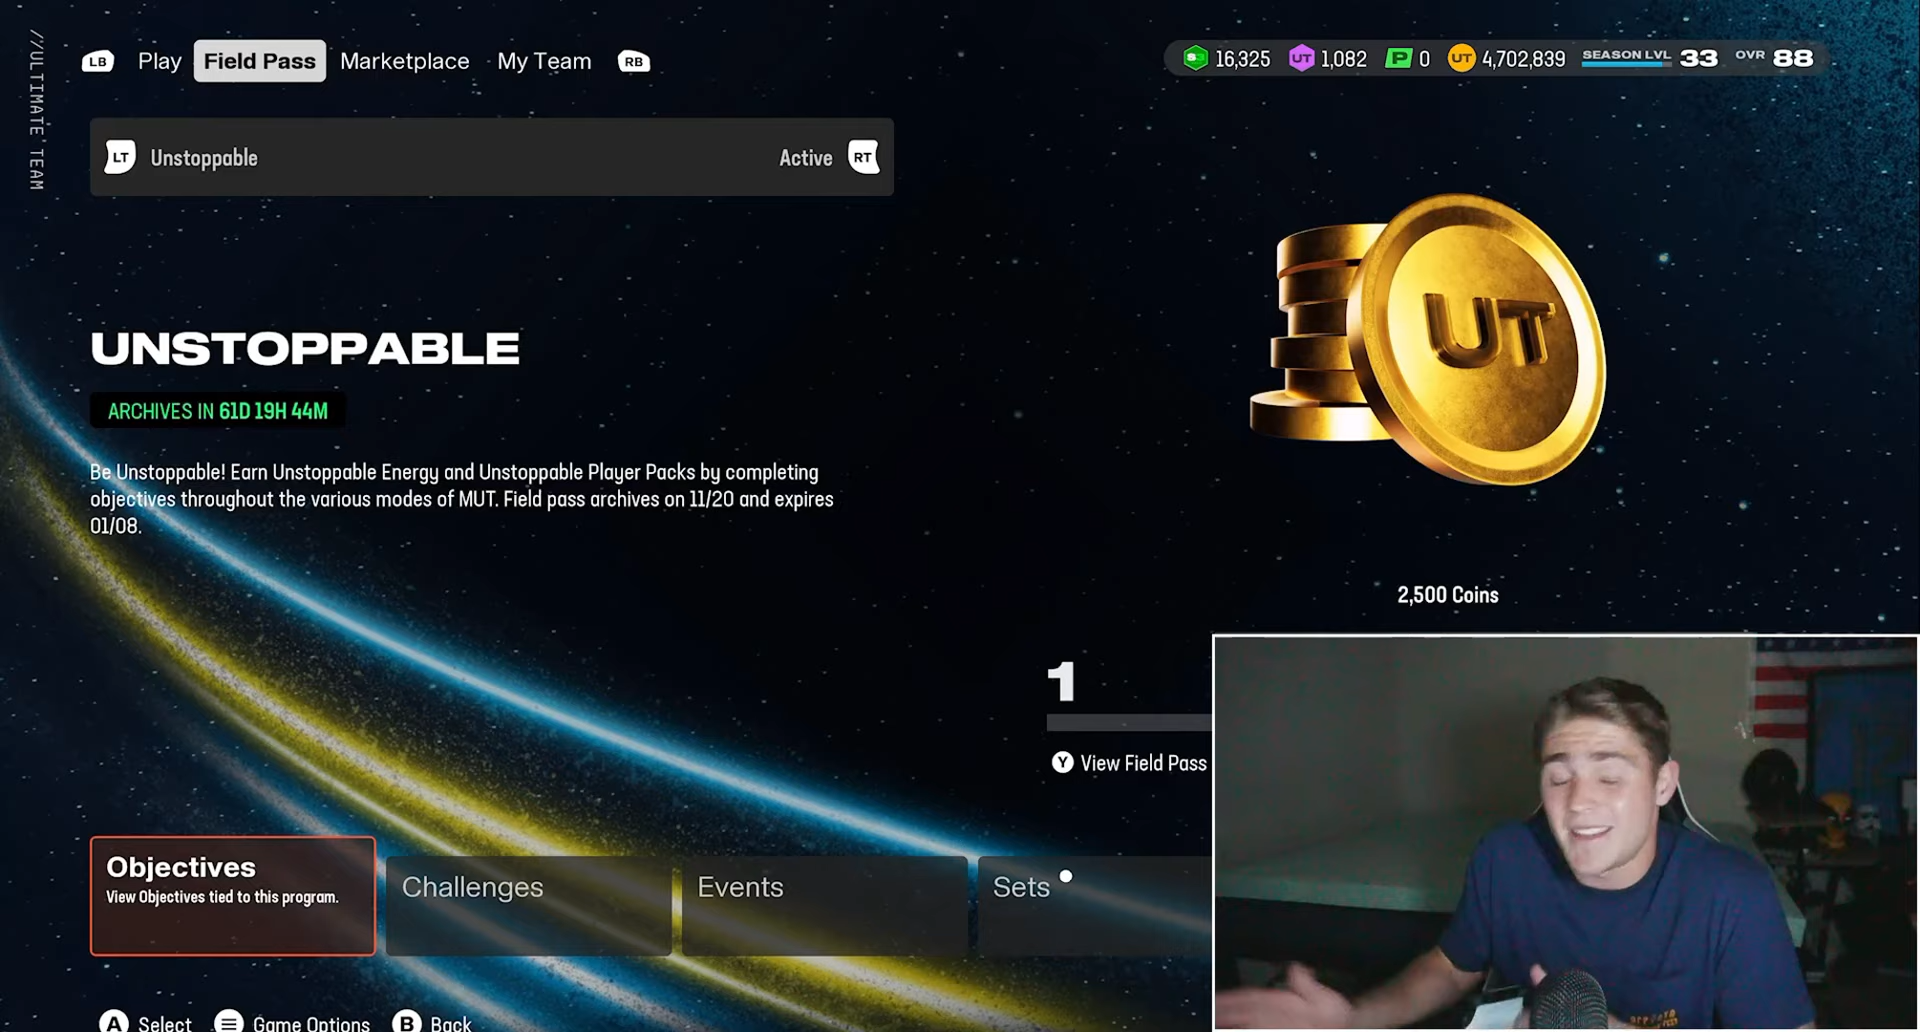 //ULTIMATE TEAM
LB Play Field Pass Marketplace My Team RB
S3 16,325 UT 1,082 P 0 UT 4,702,839 SEASON LVL 33 OVR 88
LT Unstoppable Active RT
UT
UNSTOPPABLE
ARCHIVES IN 61D 19H 44M
Be Unstoppable! Earn Unstoppable Energy and Unstoppable Player Packs by completing
objectives throughout the various modes of MUT. Field pass archives on 11/20 and expires
01/08.
2,500 Coins
1
Y View Field Pass
Objectives
View Objectives tied to this program.
Challenges
Events
Sets
A Select Game Options B Back